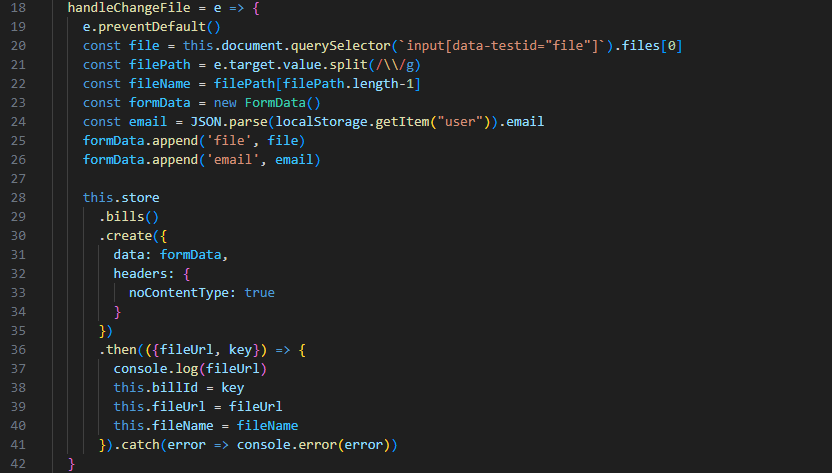 18 handleChangeFile = e => {
19 e.preventDefault()
20 const file = this.document.querySelector(`input[data-testid="file"]`).files[0]
21 const filePath = e.target.value.split(/\\/g)
22 const fileName = filePath[filePath.length-1]
23 const formData = new FormData()
24 const email = JSON.parse(localStorage.getItem("user")).email
25 formData.append('file', file)
26 formData.append('email', email)
27
28 this.store
29 .bills()
30 .create({
31 data: formData,
32 headers: {
33 noContentType: true
34 }
35 })
36 .then(({fileUrl, key}) => {
37 console.log(fileUrl)
38 this.billId = key
39 this.fileUrl = fileUrl
40 this.fileName = fileName
41 }).catch(error => console.error(error))
42 }